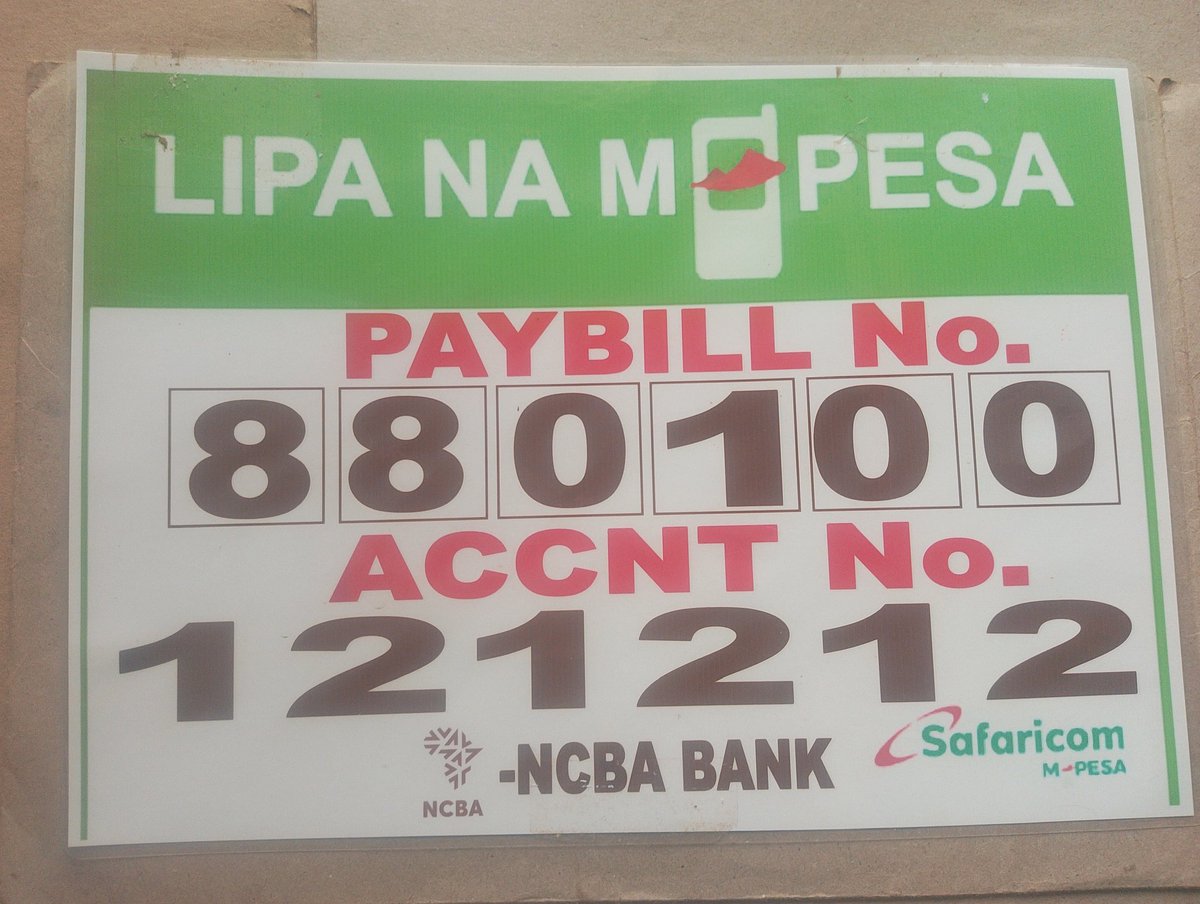 LIPA NA M PESA
PAYBILL No.
880100
ACCNT No.
121212
NCBA
-NCBA BANK
Safaricom
M-PESA